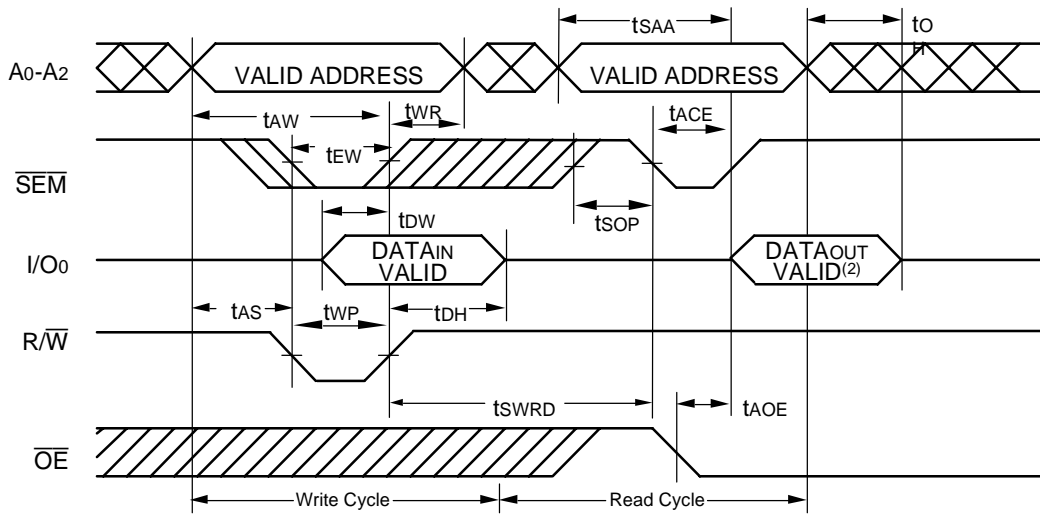 tSAA
tOH
A0-A2
VALID ADDRESS
VALID ADDRESS
tAW
tWR
tACE
tEW
SEM
tDW
tSOP
I/O0
DATAIN
VALID
DATAOUT
VALID(2)
tAS
tWP
tDH
R/W
tSWRD
tAOE
OE
Write Cycle
Read Cycle